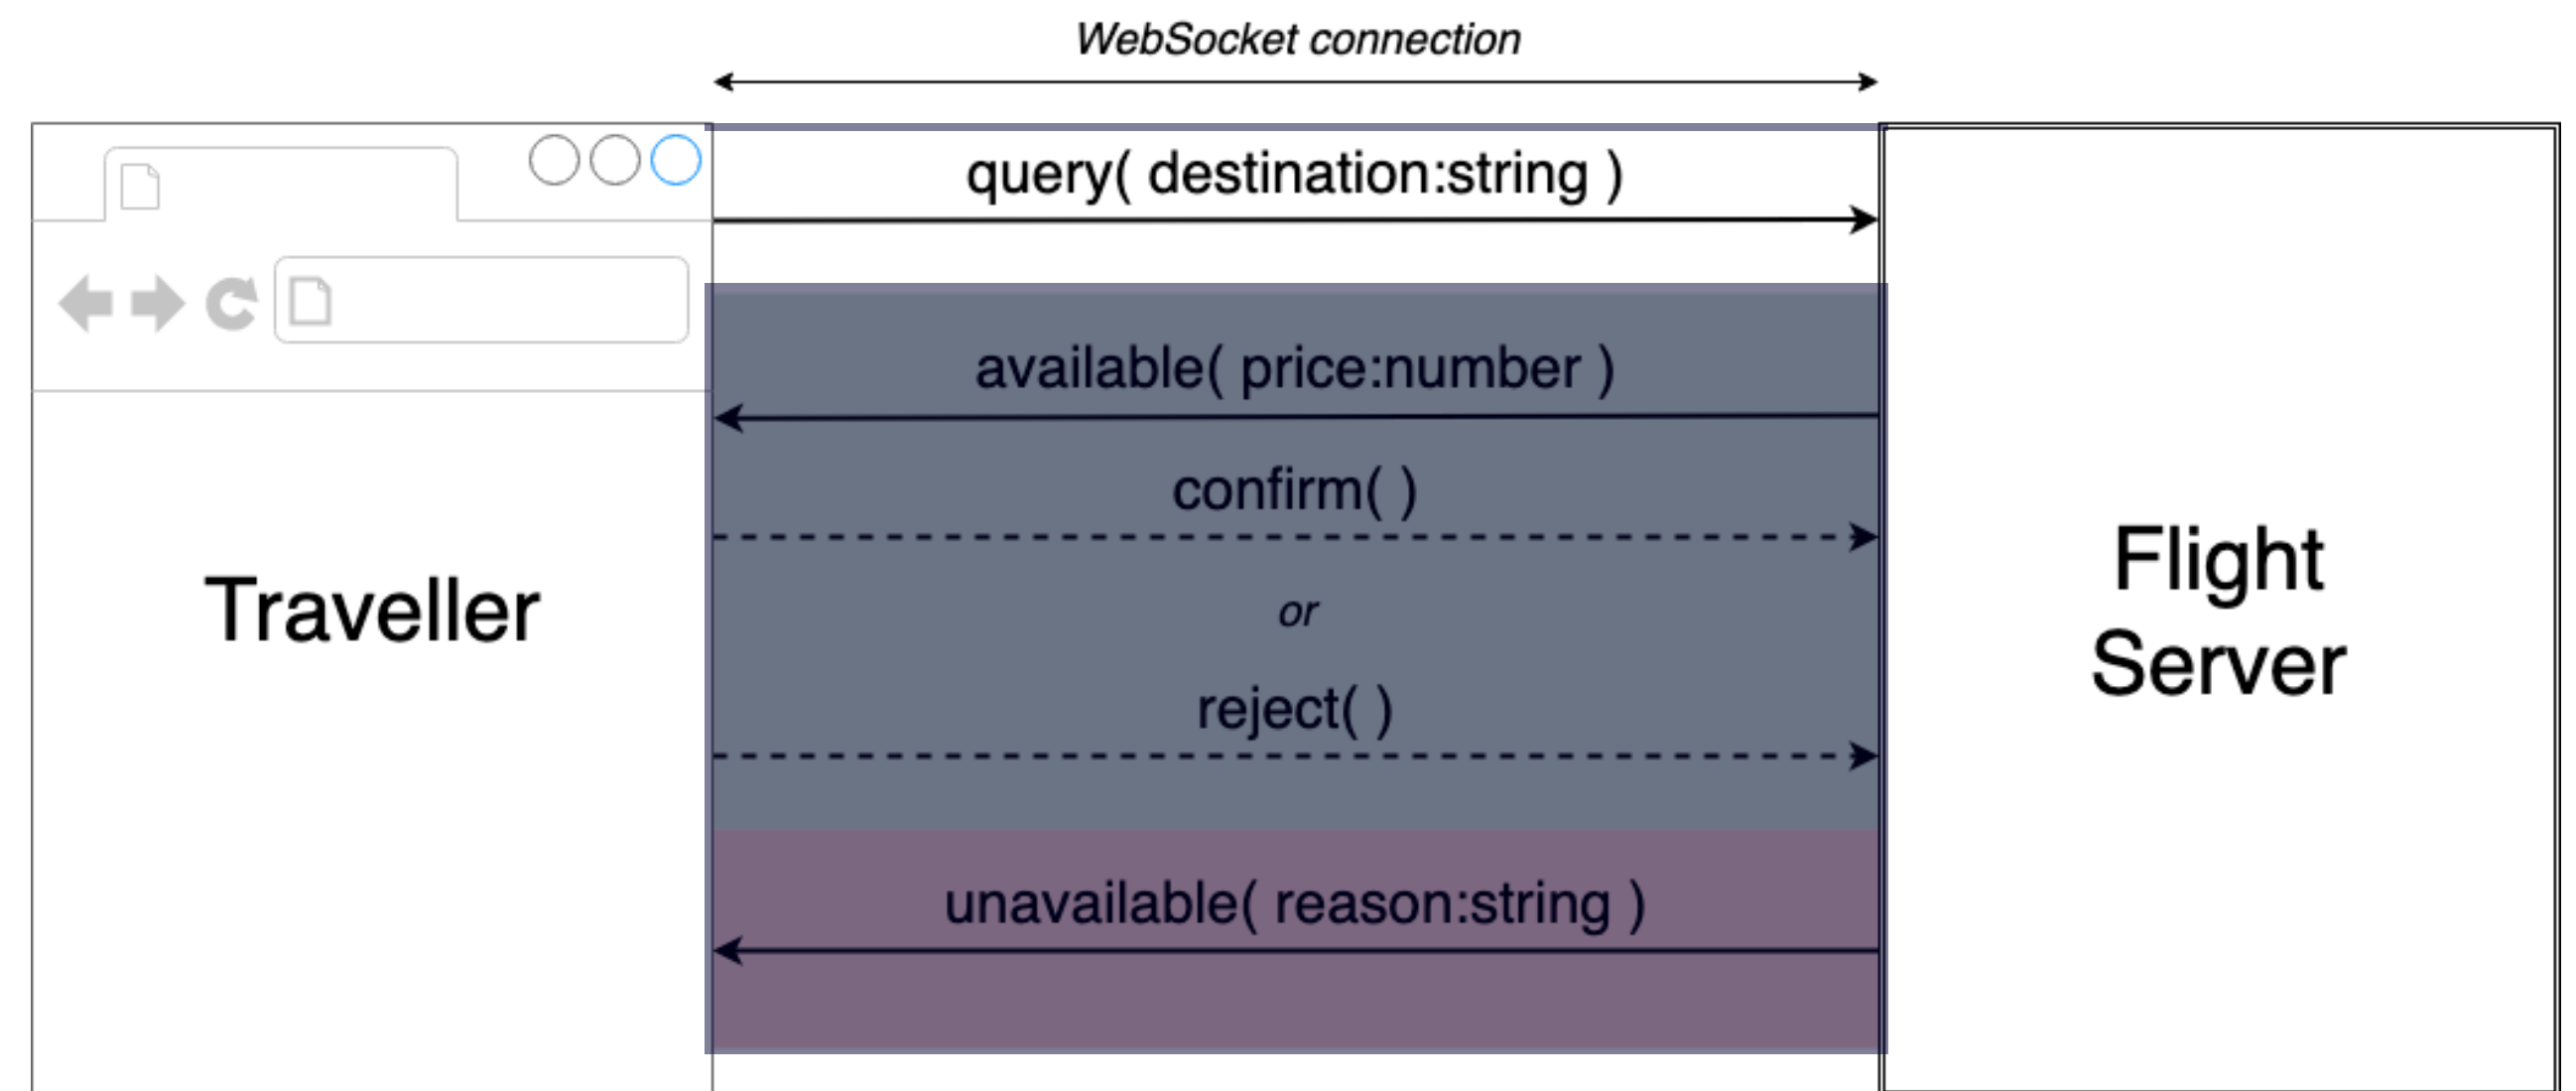 WebSocket connection
query( destination:string )
available( price:number )
confirm( )
or
reject( )
unavailable( reason:string )
Traveller
Flight
Server